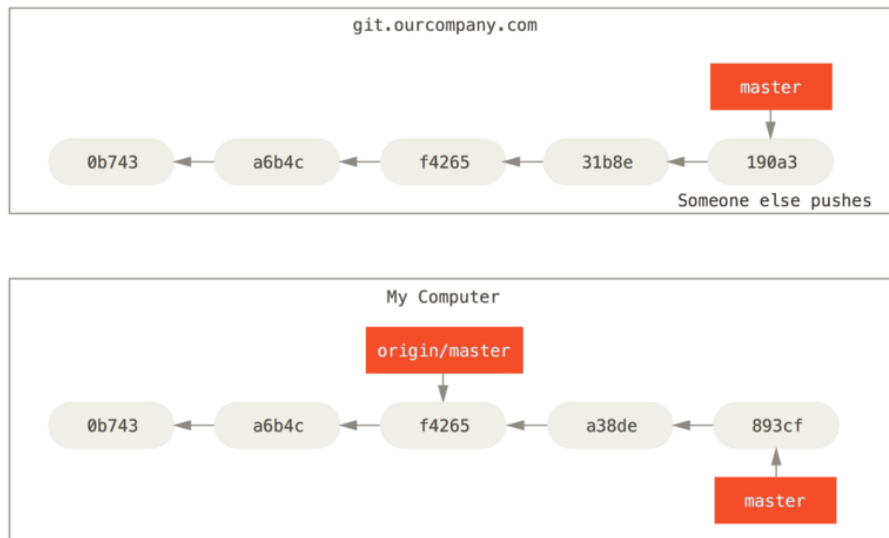 git.ourcompany.com
master
0b743 a6b4c f4265 31b8e 190a3
Someone else pushes
My Computer
origin/master
0b743 a6b4c f4265 a38de 893cf
master